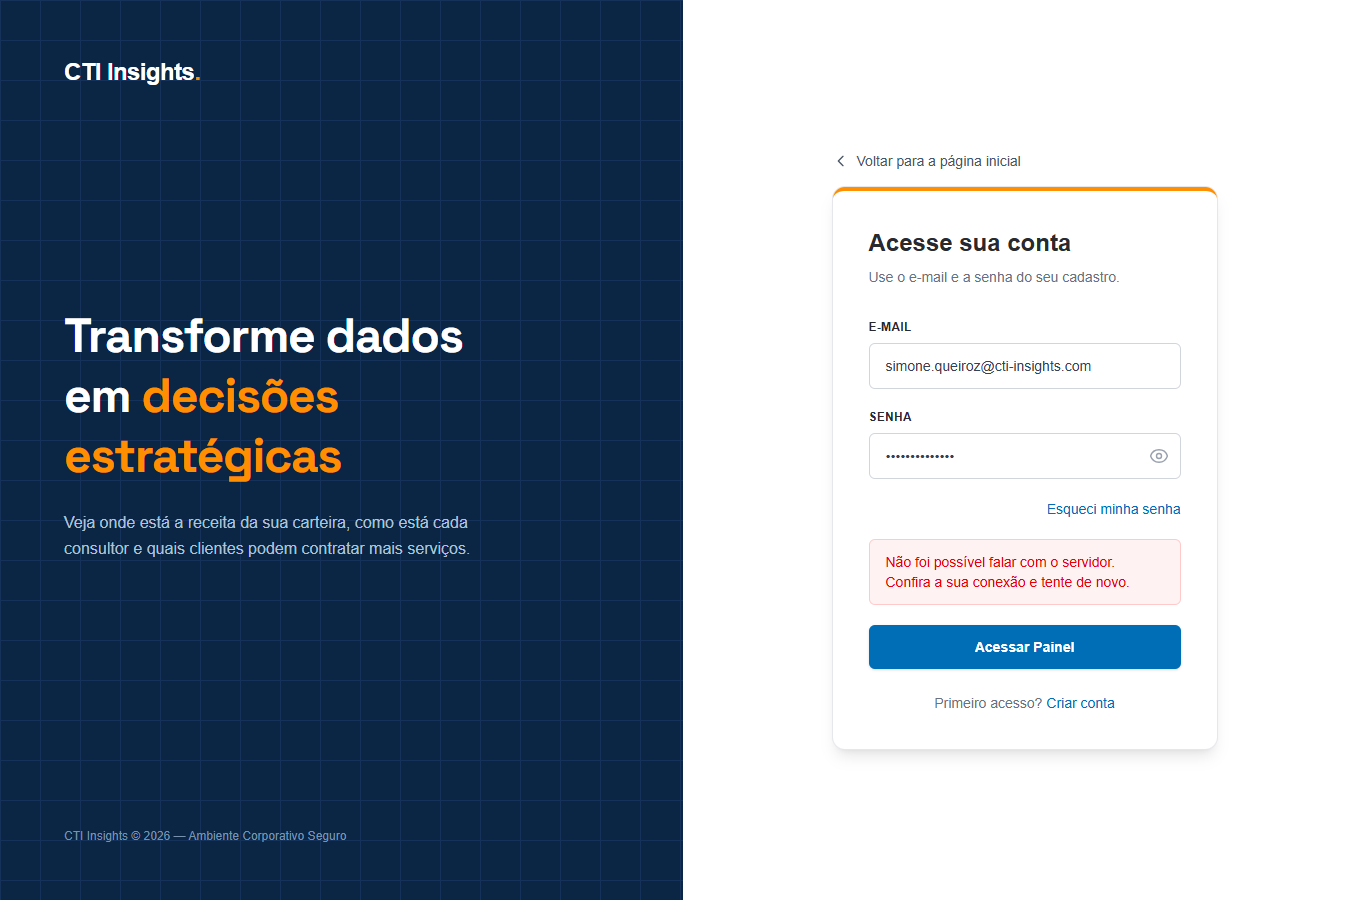 CTI Insights.
Transforme dados
em decisões
estratégicas
Veja onde está a receita da sua carteira, como está cada
consultor e quais clientes podem contratar mais serviços.
CTI Insights © 2026 — Ambiente Corporativo Seguro
Voltar para a página inicial
Acesse sua conta
Use o e-mail e a senha do seu cadastro.
E-MAIL
simone.queiroz@cti-insights.com
SENHA
••••••••••••••
Esqueci minha senha
Não foi possível falar com o servidor.
Confira a sua conexão e tente de novo.
Acessar Painel
Primeiro acesso? Criar conta